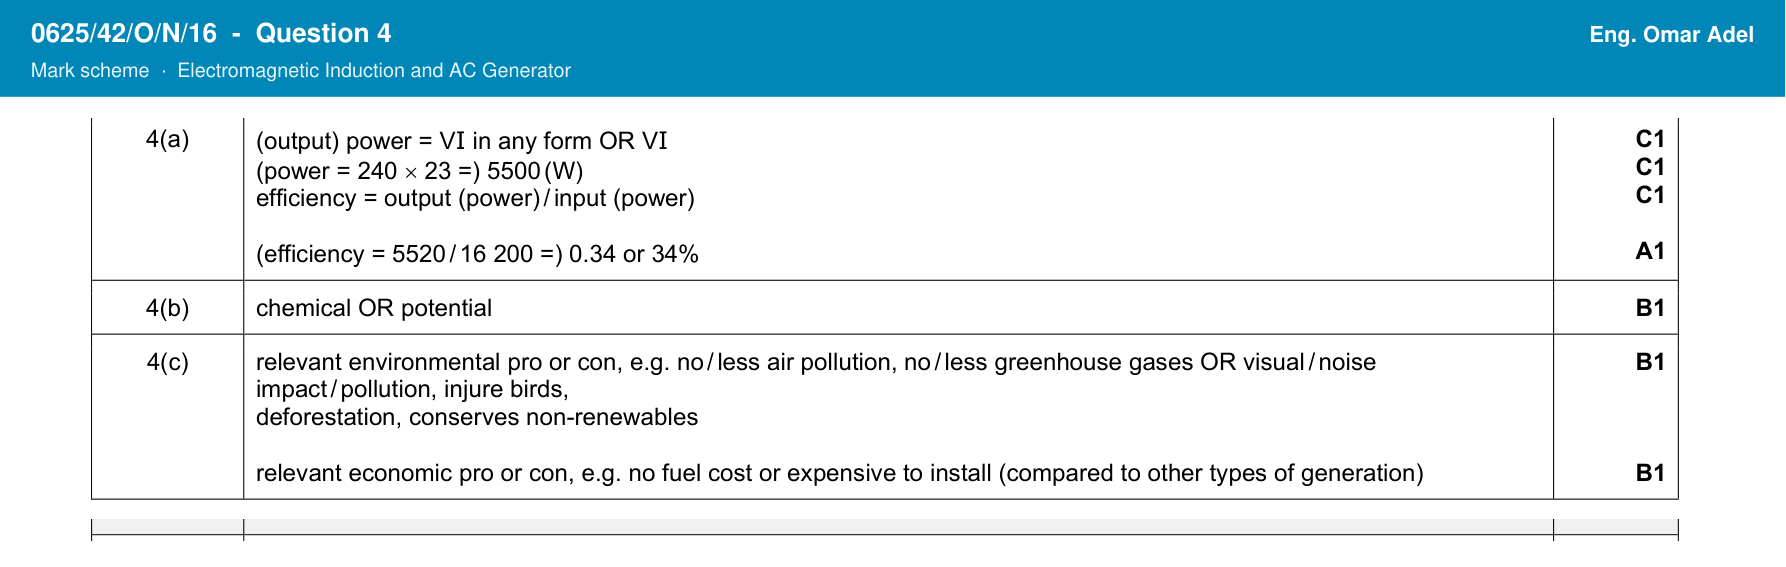 0625/42/O/N/16 - Question 4
Eng. Omar Adel
Mark scheme · Electromagnetic Induction and AC Generator
4(a) (output) power = VI in any form OR VI C1
(power = 240 × 23 =) 5500 (W) C1
efficiency = output (power) / input (power) C1
(efficiency = 5520 / 16 200 =) 0.34 or 34% A1
4(b) chemical OR potential B1
4(c) relevant environmental pro or con, e.g. no / less air pollution, no / less greenhouse gases OR visual / noise B1
impact / pollution, injure birds,
deforestation, conserves non-renewables
relevant economic pro or con, e.g. no fuel cost or expensive to install (compared to other types of generation) B1